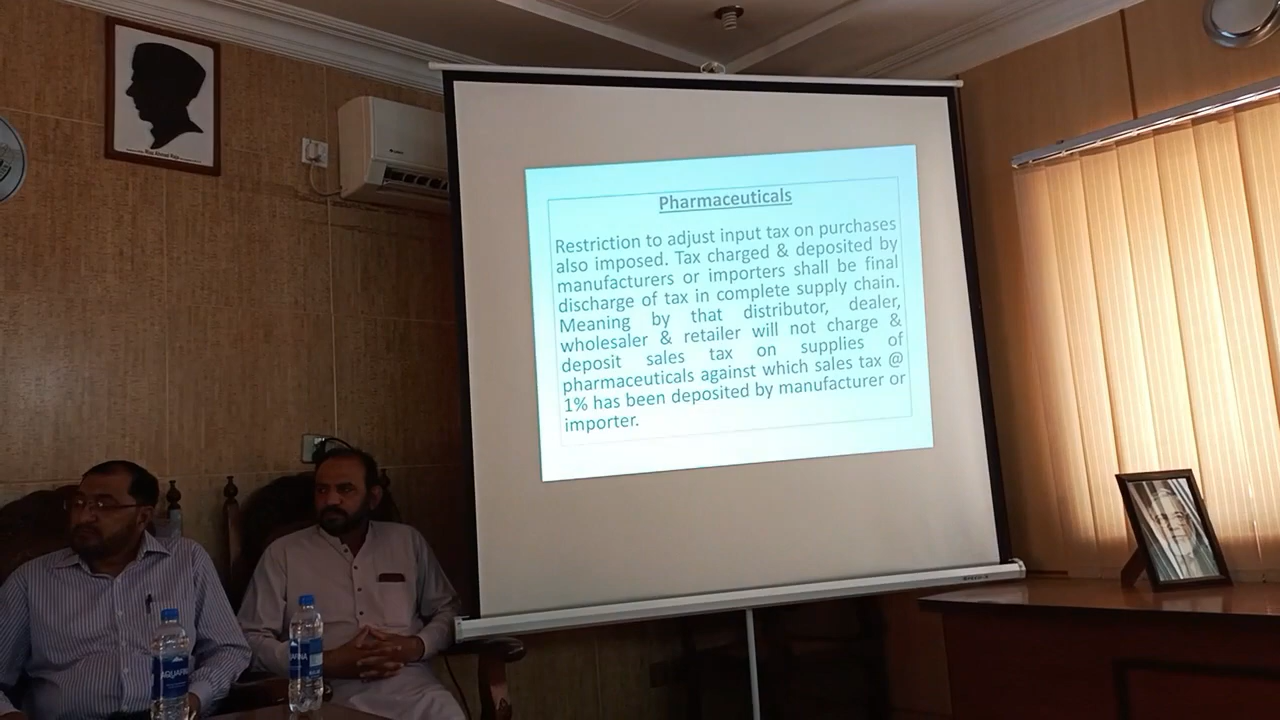 Pharmaceuticals
Restriction to adjust input tax on purchases
also imposed. Tax charged & deposited by
manufacturers or importers shall be final
discharge of tax in complete supply chain.
Meaning by that distributor, dealer,
wholesaler & retailer will not charge &
deposit sales tax on supplies of
pharmaceuticals against which sales tax @
1% has been deposited by manufacturer or
importer.
AQUAFINA